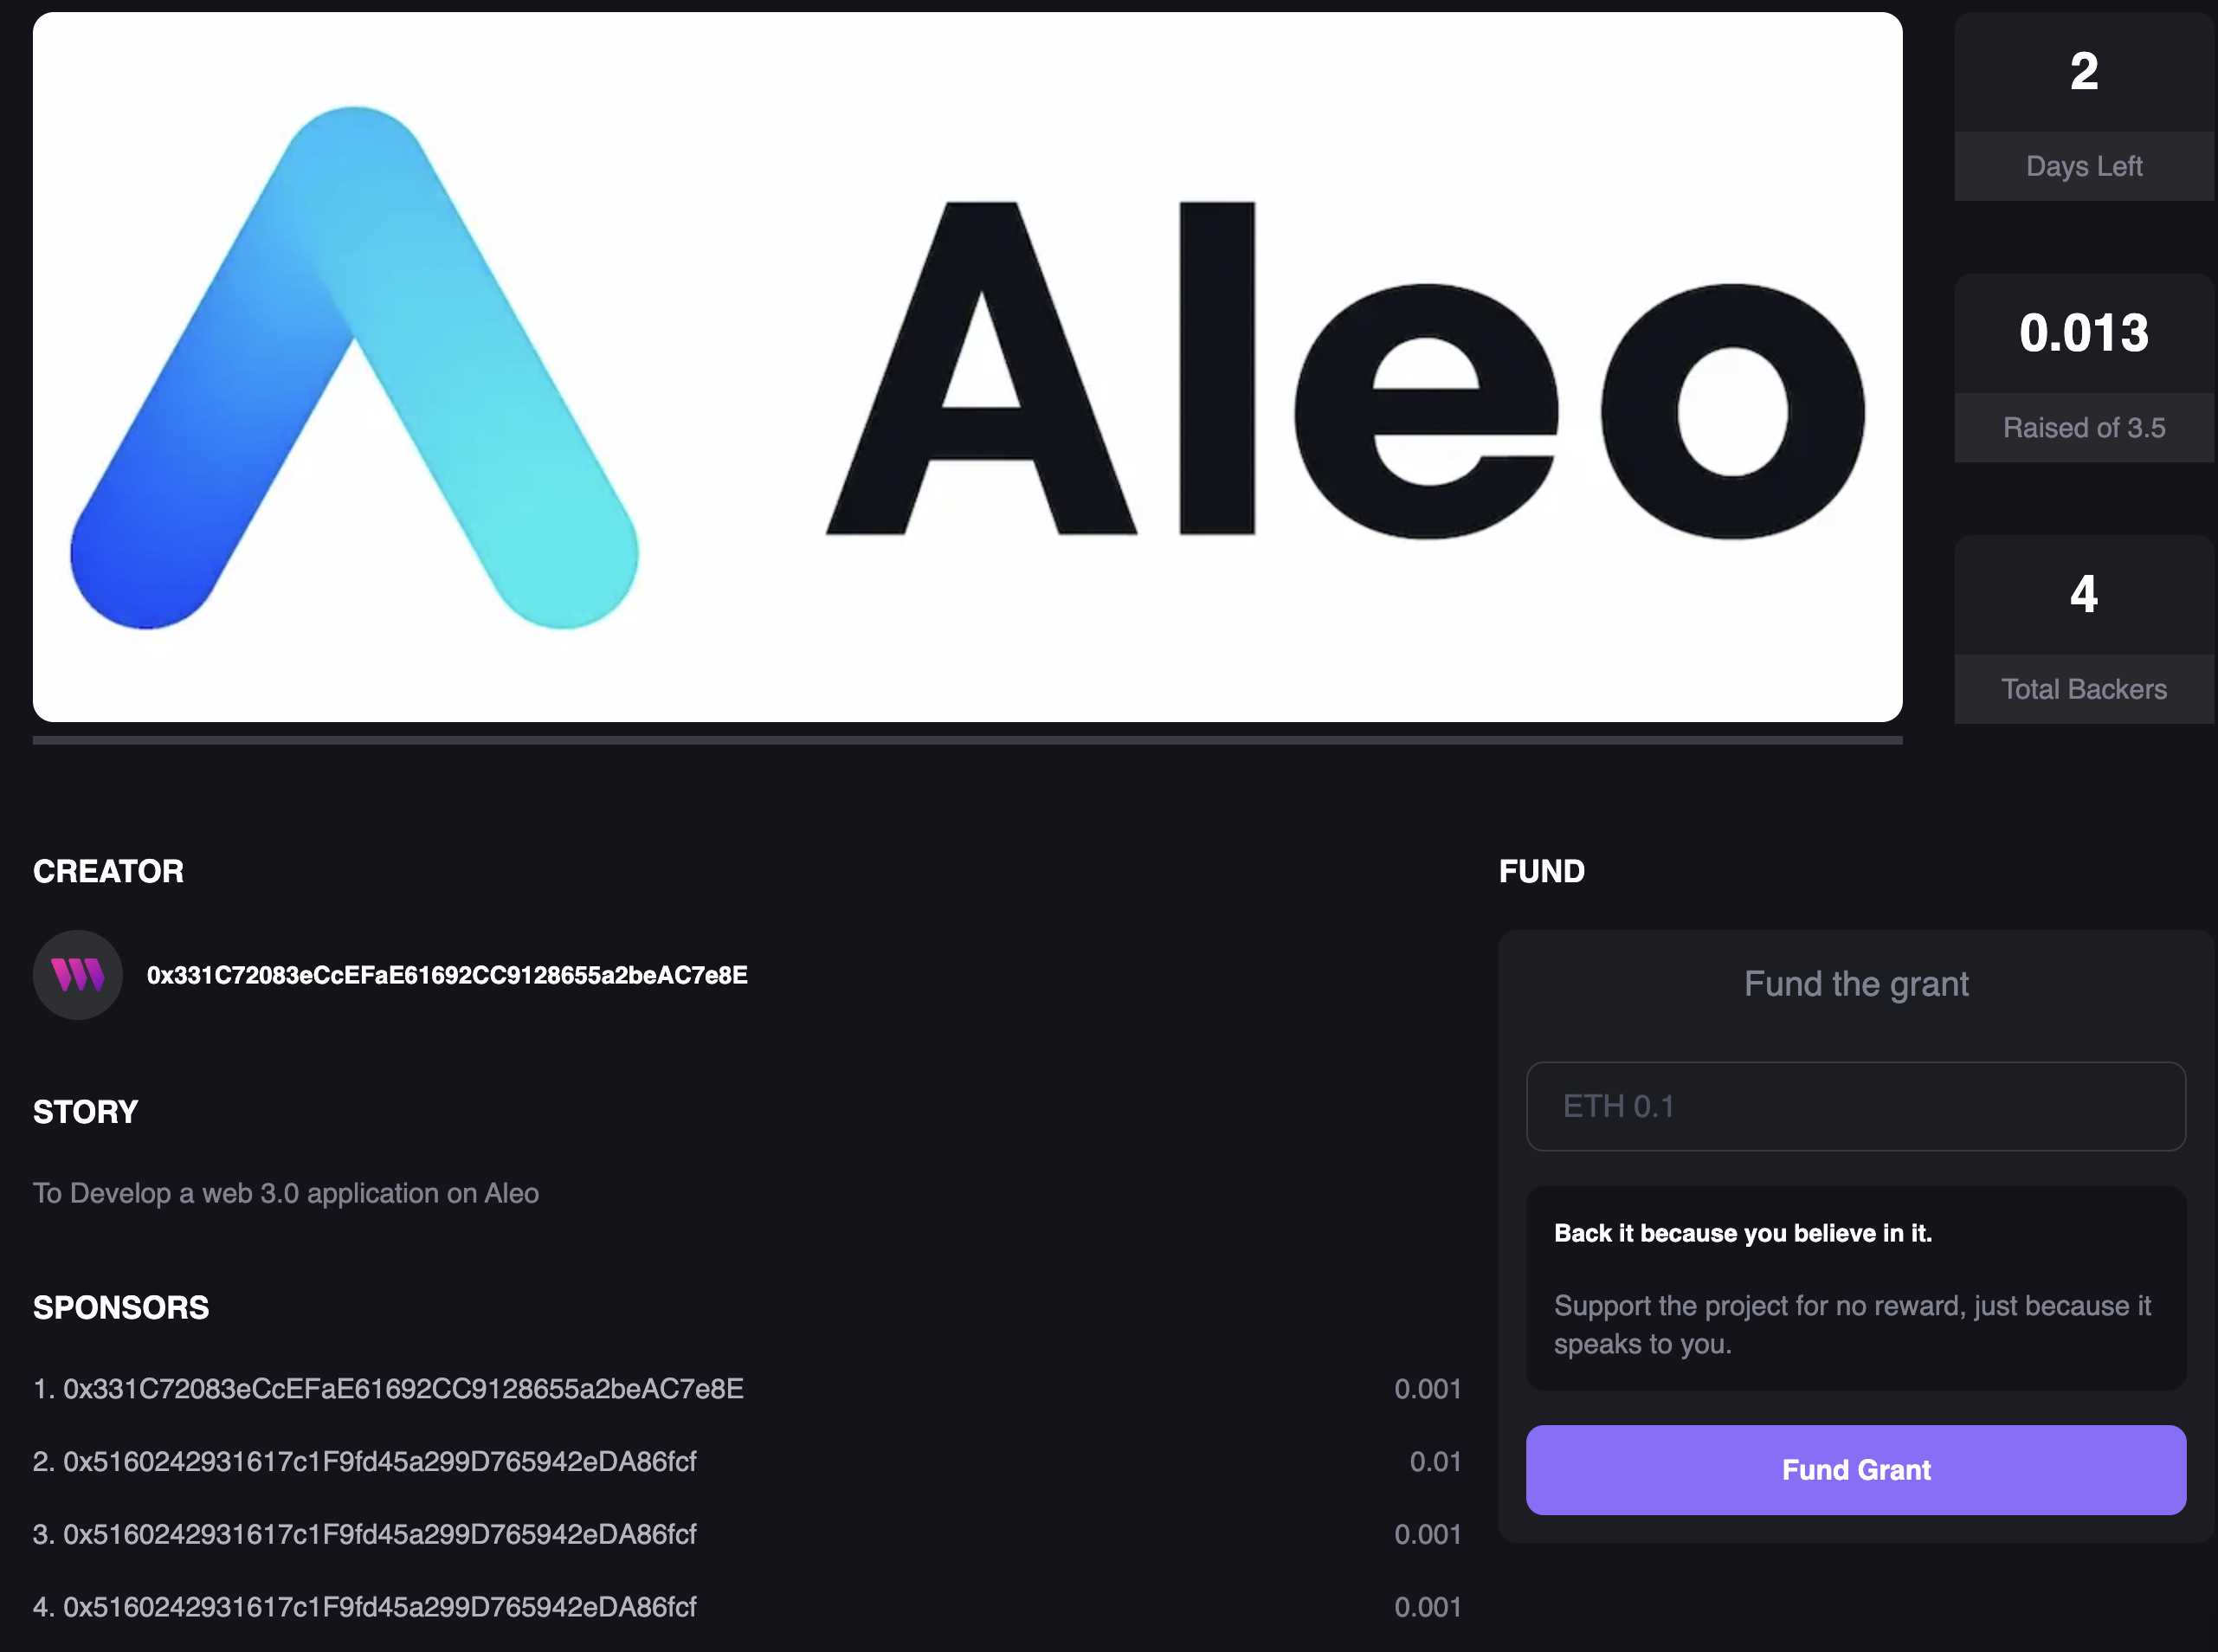 Aleo
2
Days Left
0.013
Raised of 3.5
4
Total Backers
CREATOR
0x331C72083eCcEFaE61692CC9128655a2beAC7e8E
STORY
To Develop a web 3.0 application on Aleo
SPONSORS
1. 0x331C72083eCcEFaE61692CC9128655a2beAC7e8E 0.001
2. 0x5160242931617c1F9fd45a299D765942eDA86fcf 0.01
3. 0x5160242931617c1F9fd45a299D765942eDA86fcf 0.001
4. 0x5160242931617c1F9fd45a299D765942eDA86fcf 0.001
FUND
Fund the grant
ETH 0.1
Back it because you believe in it.
Support the project for no reward, just because it
speaks to you.
Fund Grant